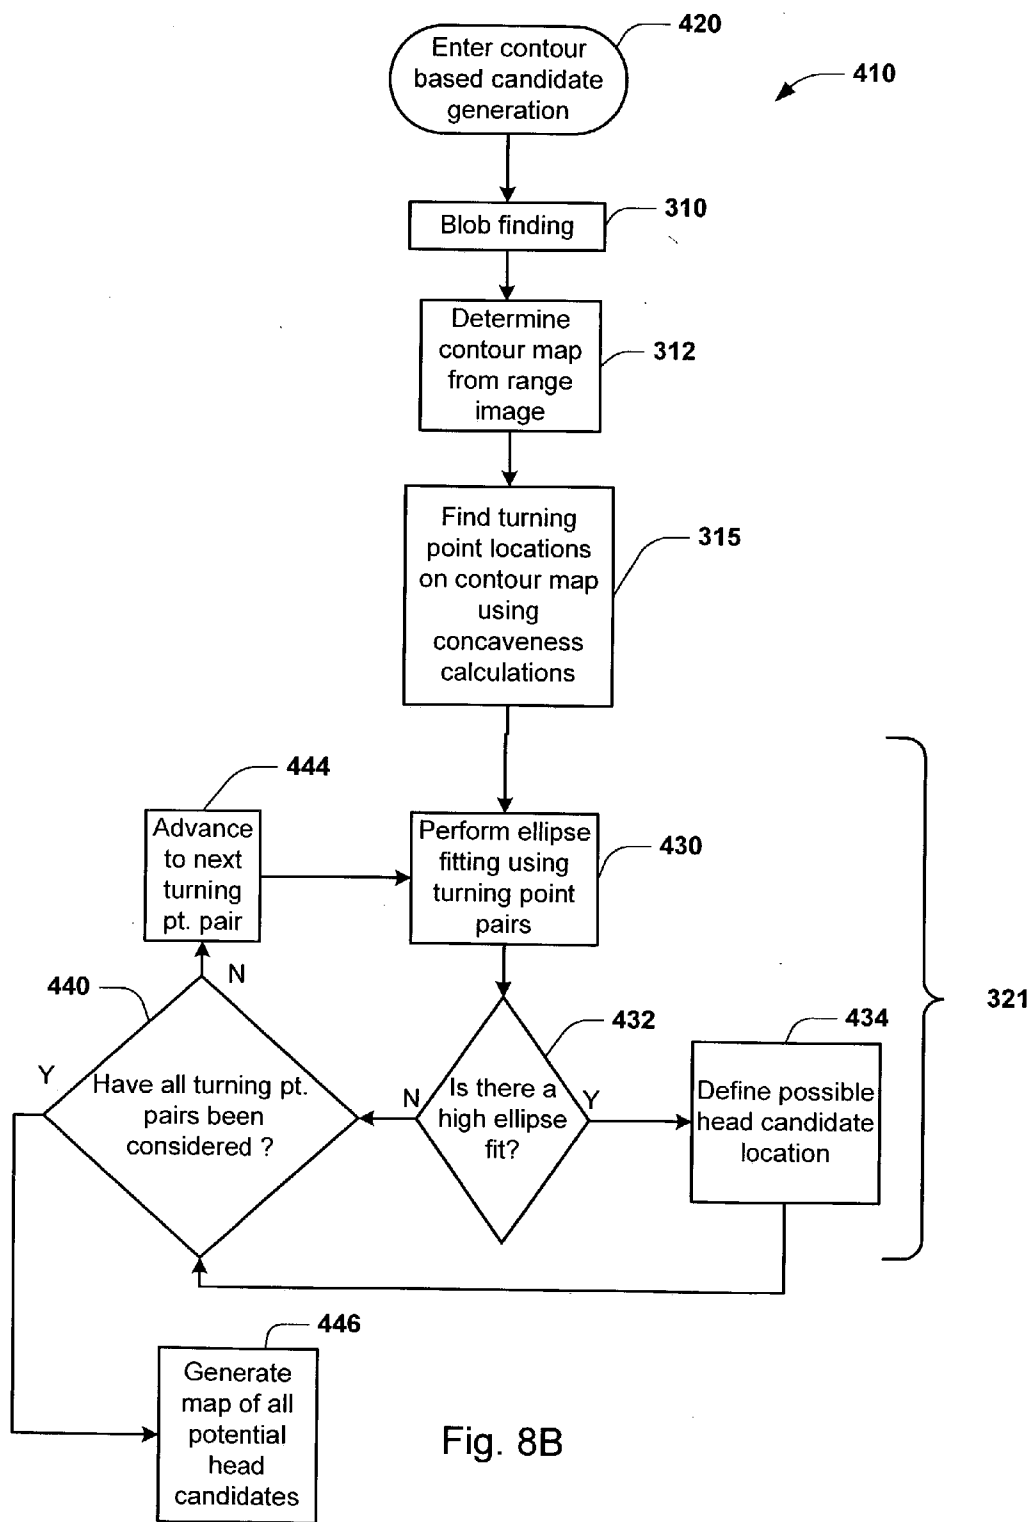 420
Enter contour
based candidate
generation
410
310
Blob finding
Determine
contour map
from range
image
312
Find turning
point locations
on contour map
using
concaveness
calculations
315
444
Advance
to next
turning
pt. pair
Perform ellipse
fitting using
turning point
pairs
430
321
N
440
Y
Have all turning pt.
pairs been
considered ?
N
432
Is there a
high ellipse
fit?
Y
434
Define possible
head candidate
location
446
Generate
map of all
potential
head
candidates
Fig. 8B